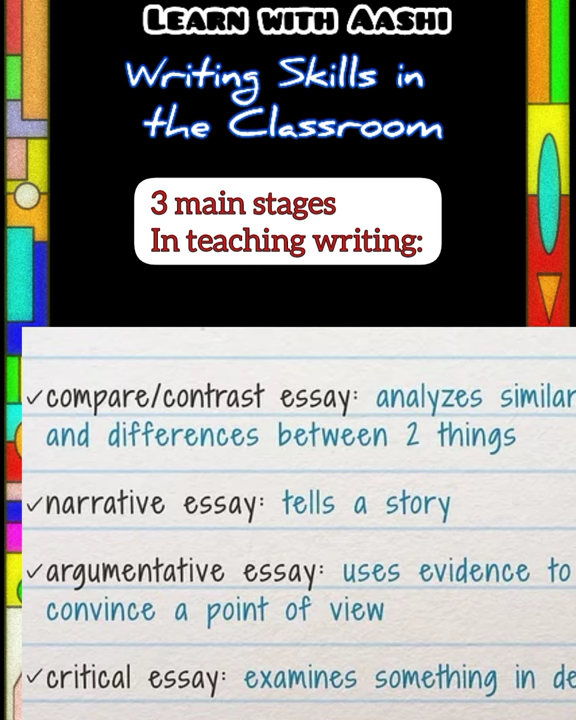 Learn with Aashi
Writing Skills in
the Classroom
3 main stages
In teaching writing:
✓compare/contrast essay: analyzes similar
and differences between 2 things
✓narrative essay: tells a story
✓argumentative essay: uses evidence to
convince a point of view
✓critical essay: examines something in de